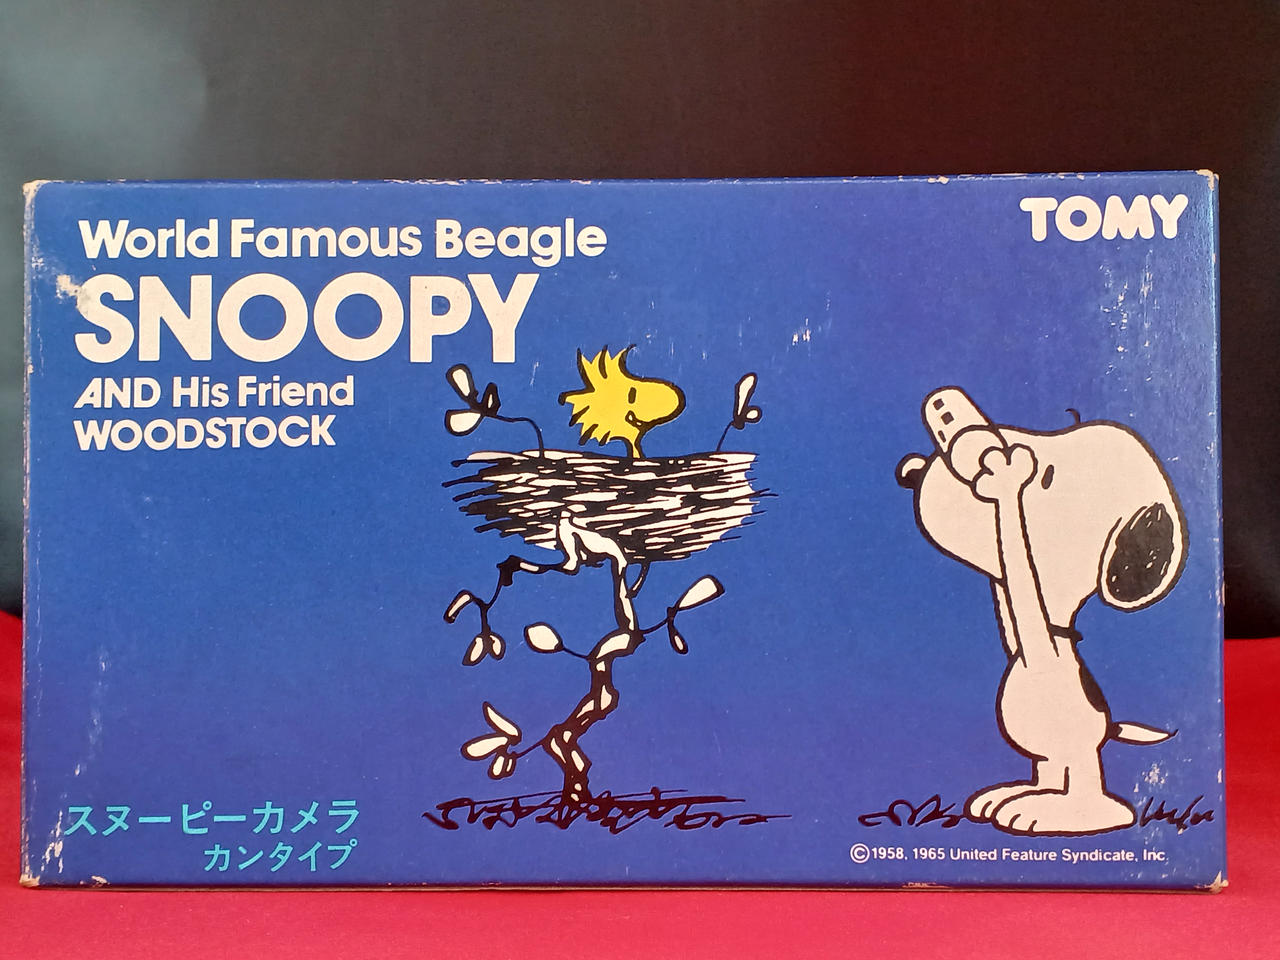 World Famous Beagle
SNOOPY
AND His Friend
WOODSTOCK
TOMY
スヌーピーカメラ
カンタイプ
©1958, 1965 United Feature Syndicate, Inc.